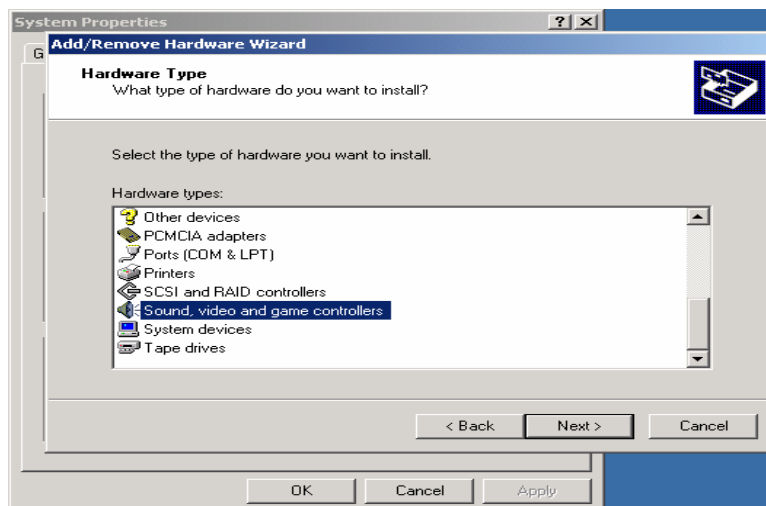 System Properties
G
Add/Remove Hardware Wizard
Hardware Type
What type of hardware do you want to install?
Select the type of hardware you want to install.
Hardware types:
Other devices
PCMCIA adapters
Ports (COM & LPT)
Printers
SCSI and RAID controllers
Sound, video and game controllers
System devices
Tape drives
< Back Next > Cancel
OK Cancel Apply